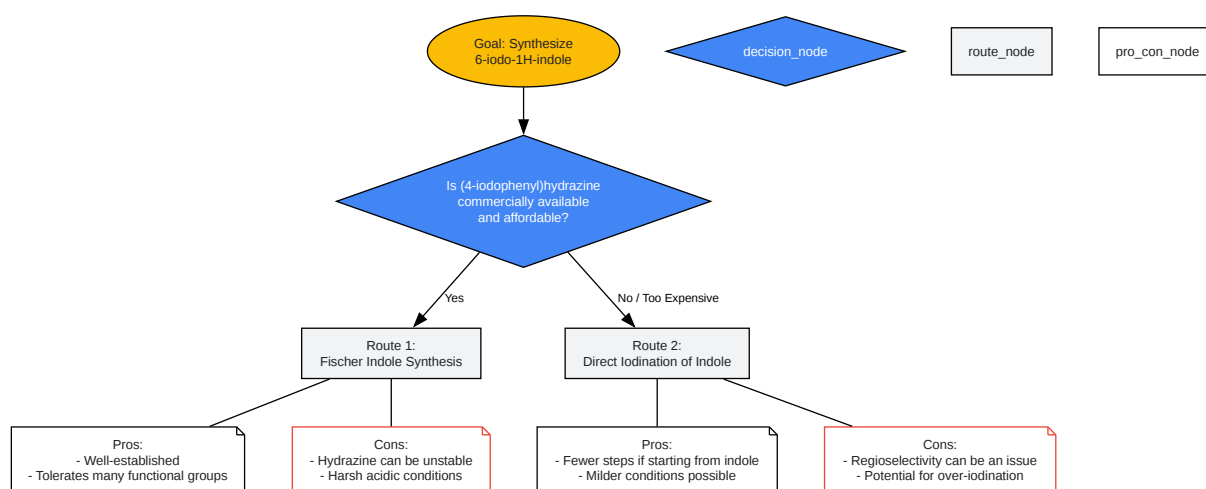 Goal: Synthesize
6-iodo-1H-indole
decision_node
route_node
pro_con_node
Is (4-iodophenyl)hydrazine
commercially available
and affordable?
Yes
No / Too Expensive
Route 1:
Fischer Indole Synthesis
Route 2:
Direct Iodination of Indole
Pros:
- Well-established
- Tolerates many functional groups
Cons:
- Hydrazine can be unstable
- Harsh acidic conditions
Pros:
- Fewer steps if starting from indole
- Milder conditions possible
Cons:
- Regioselectivity can be an issue
- Potential for over-iodination